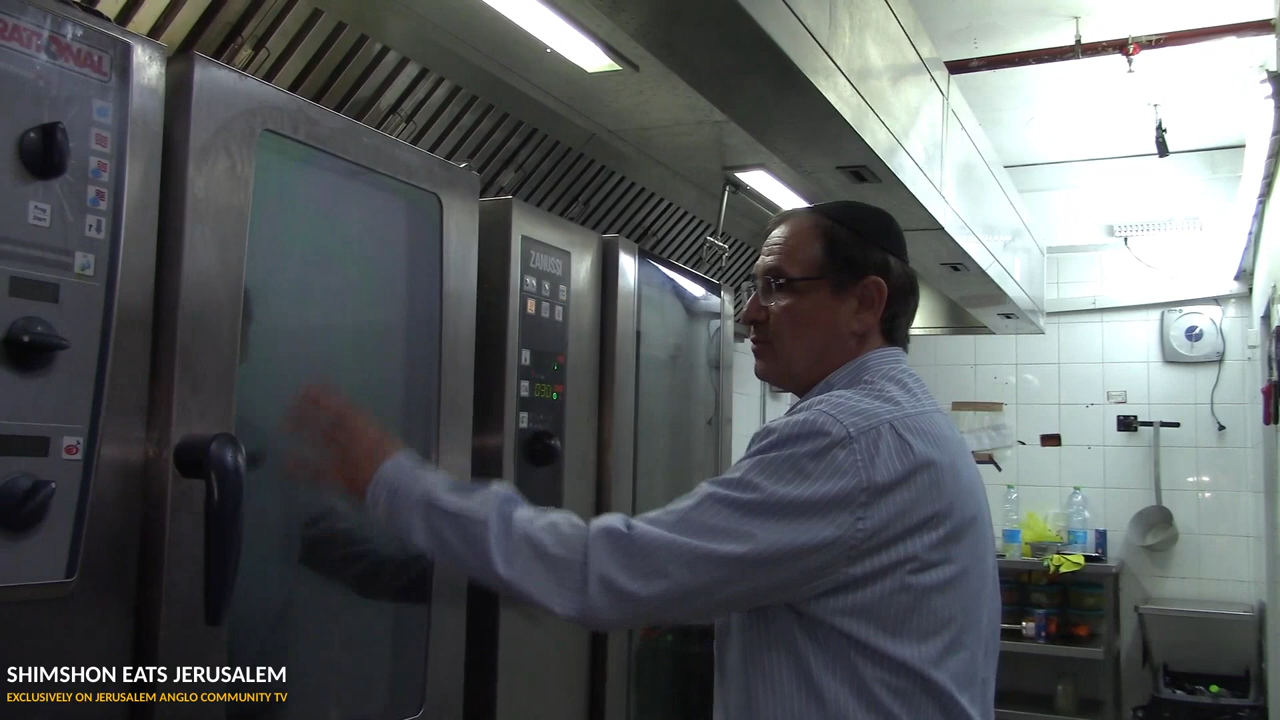 RATIONAL
ZANUSSI
SHIMSHON EATS JERUSALEM
EXCLUSIVELY ON JERUSALEM ANGLO COMMUNITY TV